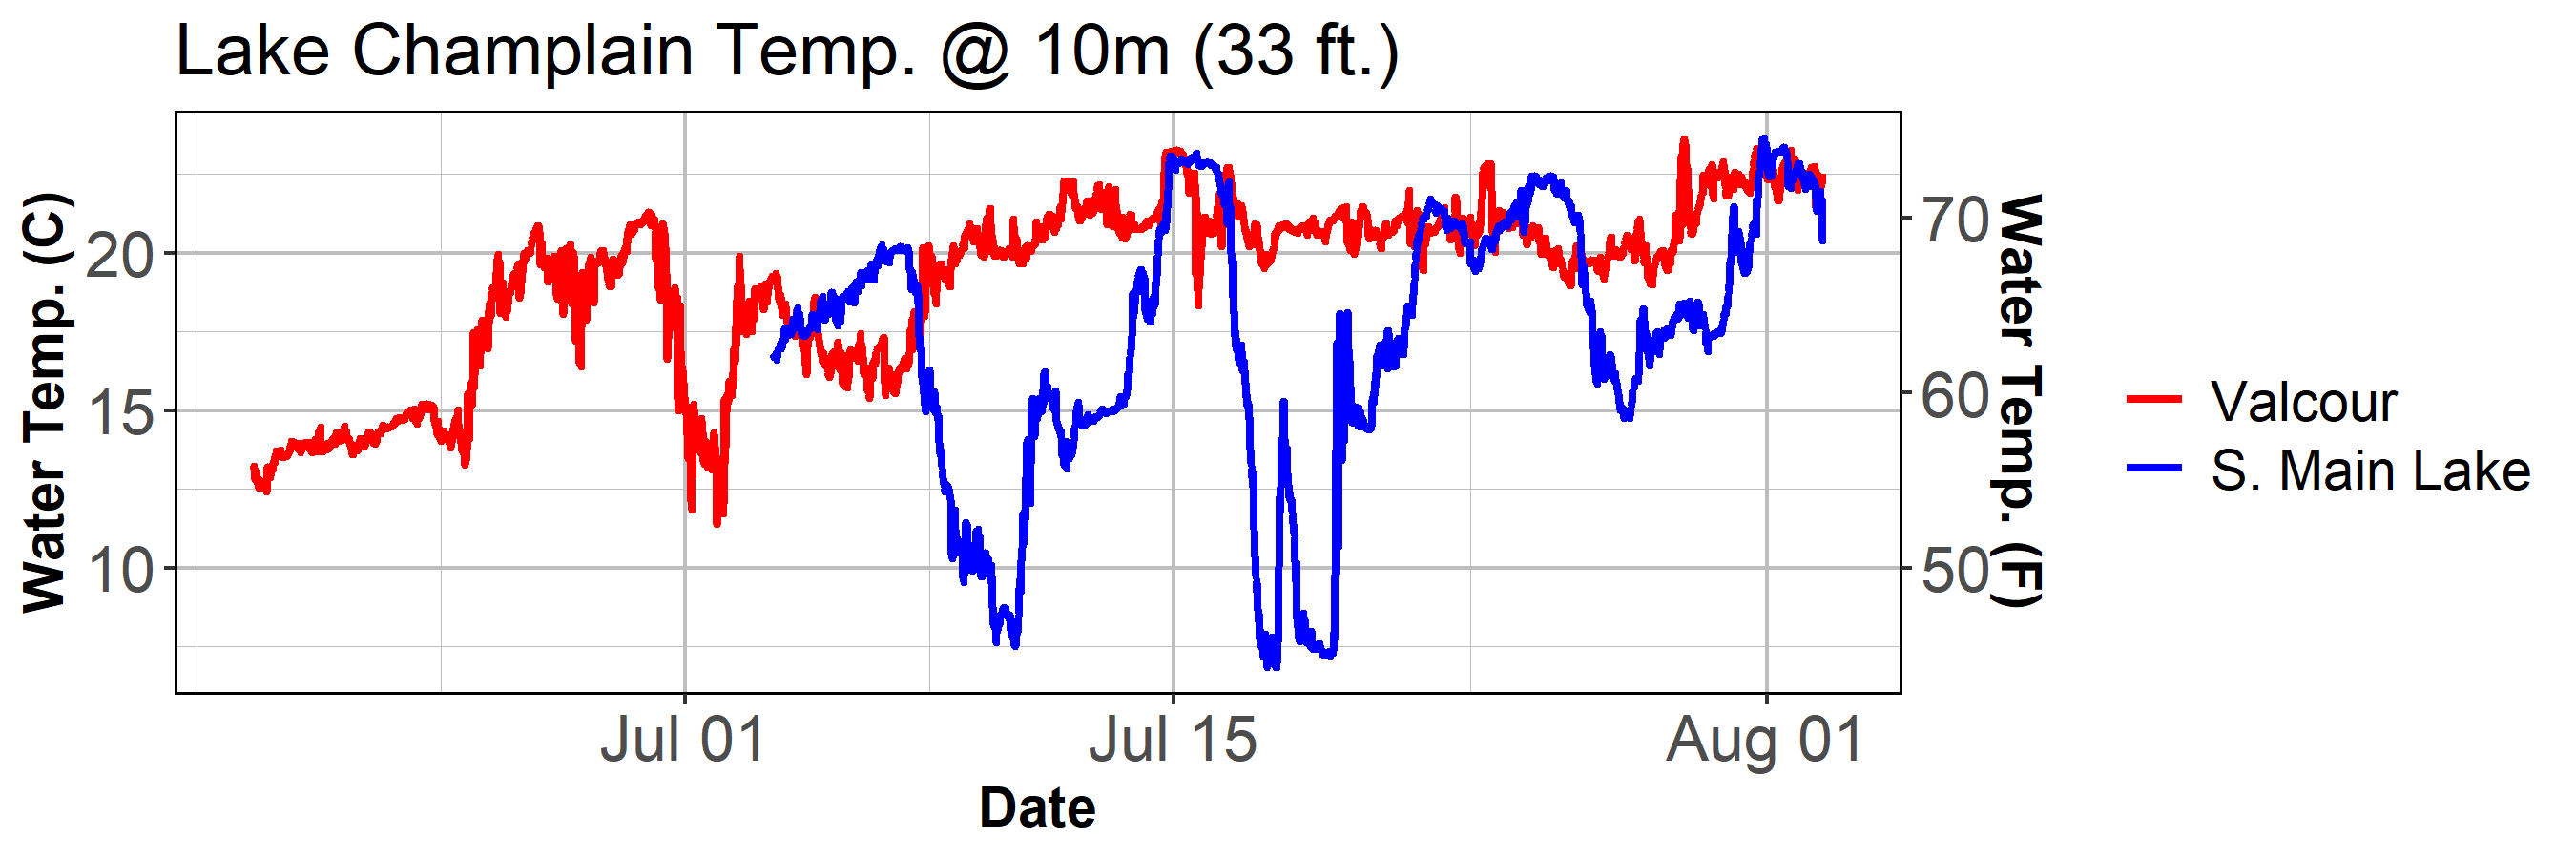 Lake Champlain Temp. @ 10m (33 ft.)
Water Temp. (C)
20
15
10
70
60
50
Water Temp. (F)
Jul 01
Jul 15
Aug 01
Date
Valcour
S. Main Lake